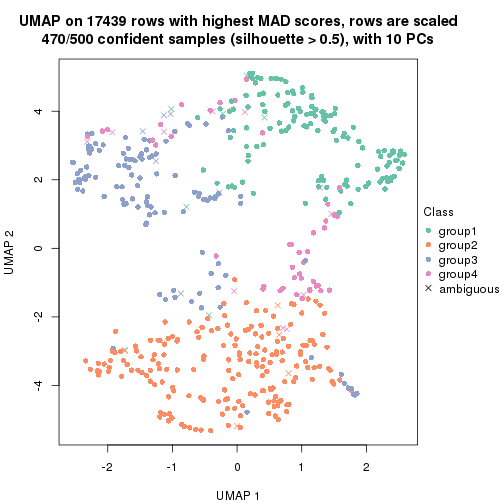 UMAP on 17439 rows with highest MAD scores, rows are scaled
470/500 confident samples (silhouette > 0.5), with 10 PCs
4
2
0
-2
-4
UMAP 2
-2
-1
0
1
2
UMAP 1
Class
group1
group2
group3
group4
ambiguous